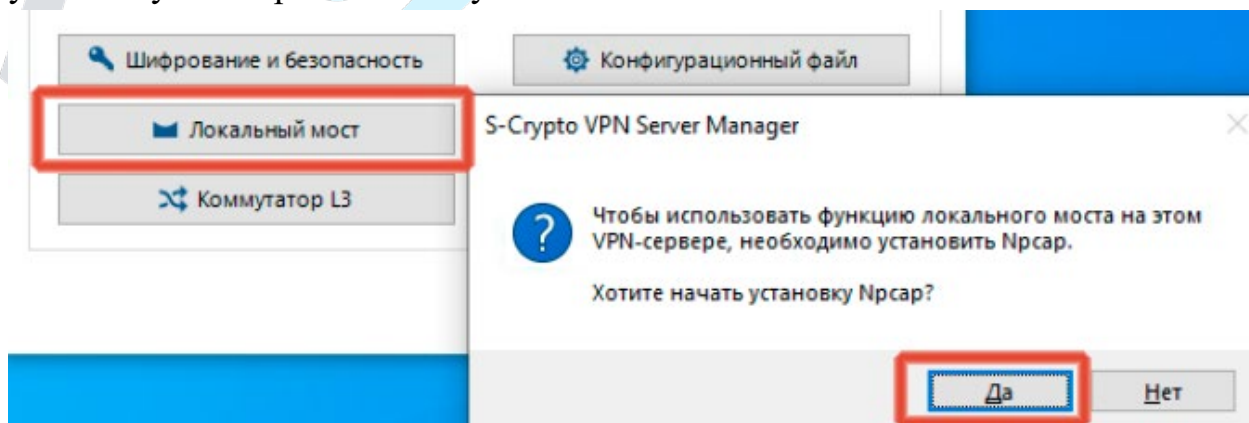 Шифрование и безопасность
Конфигурационный файл
Локальный мост
Коммутатор L3
S-Crypto VPN Server Manager
Чтобы использовать функцию локального моста на этом
VPN-сервере, необходимо установить Npcap.
Хотите начать установку Npcap?
Да
Нет